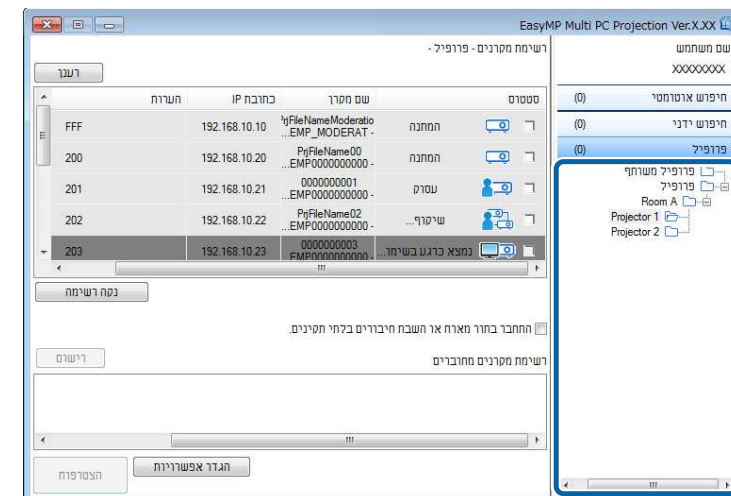 EasyMP Multi PC Projection Ver.X.XX
שם משתמש
XXXXXXXX
חיפוש אוטומטי (0)
חיפוש ידני (0)
פרופיל (0)
פרופיל משותף
פרופיל
Room A
Projector 1
Projector 2
רשימת מקרנים - פרופיל -
רענן
סטטוס שם מקרן כתובת IP הערות
המתנה PrjFileNameModeratio 192.168.10.10 FFF
...EMP_MODERAT -
המתנה PrjFileName00 192.168.10.20 200
...EMP0000000000 -
עסוק 0000000001 192.168.10.21 201
...EMP0000000000 -
שיקוף... PrjFileName02 192.168.10.22 202
...EMP0000000000 -
נמצא כרגע בשימו... 0000000003 192.168.10.23 203
...EMP0000000000 -
נקה רשימה
התחבר בתור מארח או השבת חיבורים בלתי תקינים.
רישום
רשימת מקרנים מחוברים
הגדר אפשרויות
הצטרפות